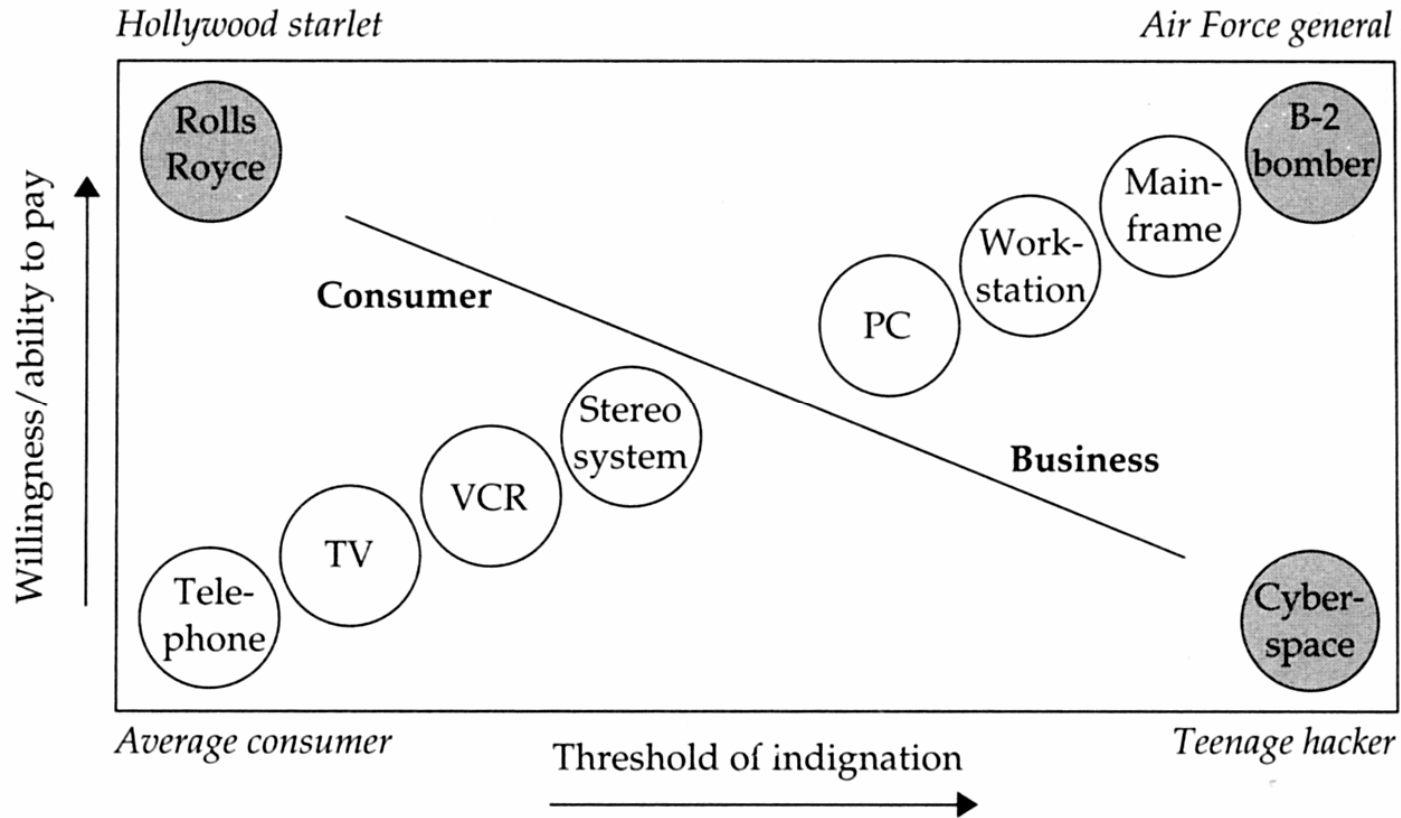 Hollywood starlet
Air Force general
Rolls
Royce
B-2
bomber
Main-
frame
Work-
station
PC
Consumer
Stereo
system
Business
VCR
TV
Tele-
phone
Cyber-
space
Willingness/ability to pay
Average consumer
Threshold of indignation
Teenage hacker